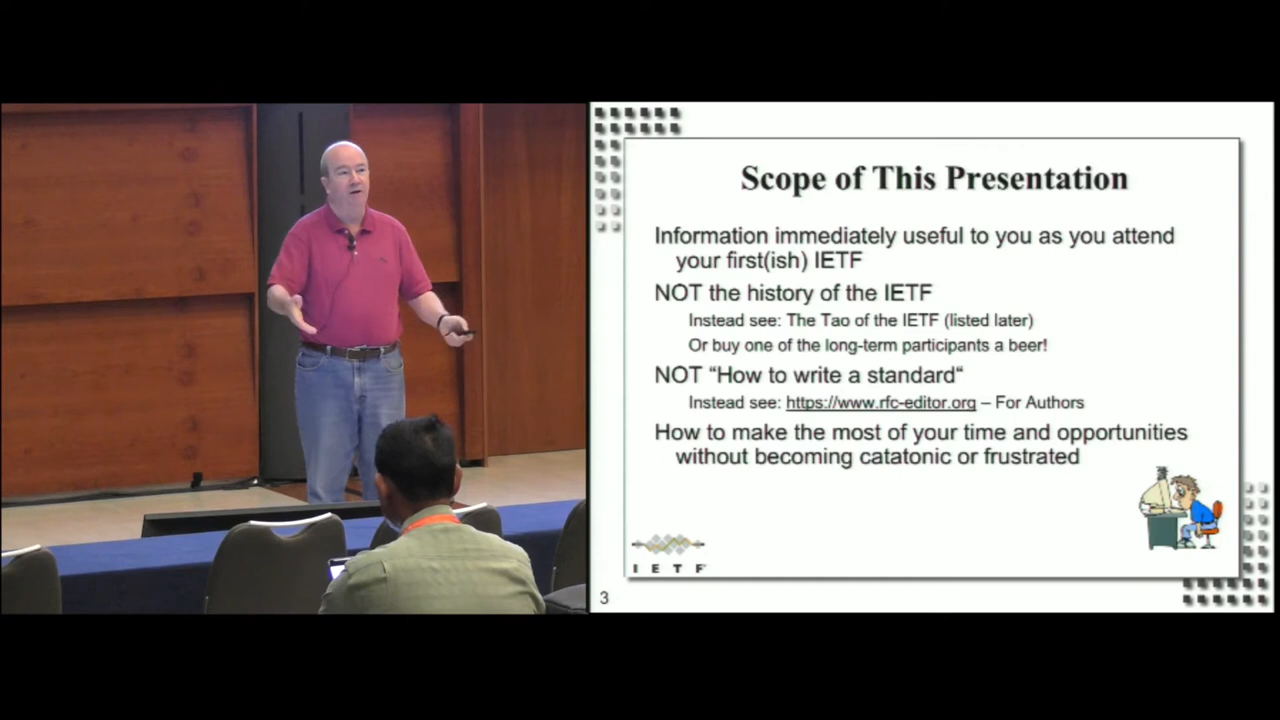 Scope of This Presentation
Information immediately useful to you as you attend
your first(ish) IETF
NOT the history of the IETF
Instead see: The Tao of the IETF (listed later)
Or buy one of the long-term participants a beer!
NOT “How to write a standard“
Instead see: https://www.rfc-editor.org – For Authors
How to make the most of your time and opportunities
without becoming catatonic or frustrated
I E T F
3